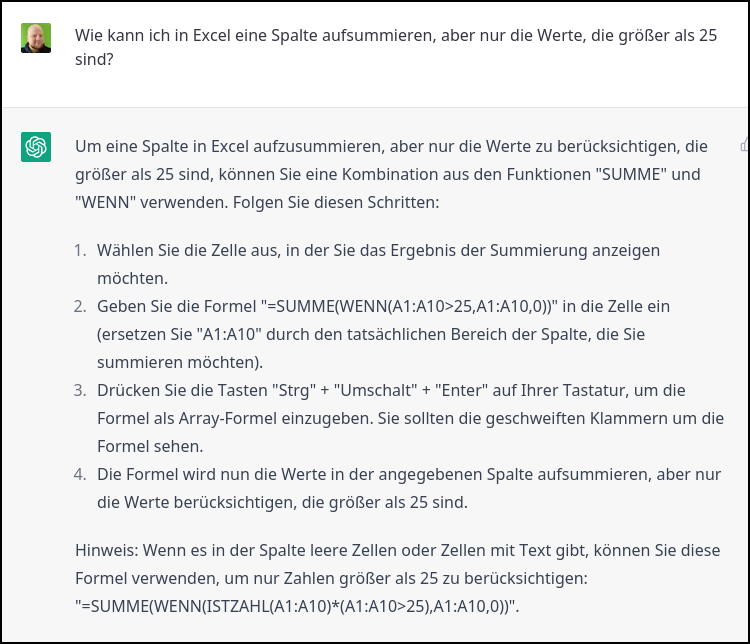 Wie kann ich in Excel eine Spalte aufsummieren, aber nur die Werte, die größer als 25
sind?
Um eine Spalte in Excel aufzusummieren, aber nur die Werte zu berücksichtigen, die
größer als 25 sind, können Sie eine Kombination aus den Funktionen "SUMME" und
"WENN" verwenden. Folgen Sie diesen Schritten:
1. Wählen Sie die Zelle aus, in der Sie das Ergebnis der Summierung anzeigen
möchten.
2. Geben Sie die Formel "=SUMME(WENN(A1:A10>25,A1:A10,0))" in die Zelle ein
(ersetzen Sie "A1:A10" durch den tatsächlichen Bereich der Spalte, die Sie
summieren möchten).
3. Drücken Sie die Tasten "Strg" + "Umschalt" + "Enter" auf Ihrer Tastatur, um die
Formel als Array-Formel einzugeben. Sie sollten die geschweiften Klammern um die
Formel sehen.
4. Die Formel wird nun die Werte in der angegebenen Spalte aufsummieren, aber nur
die Werte berücksichtigen, die größer als 25 sind.
Hinweis: Wenn es in der Spalte leere Zellen oder Zellen mit Text gibt, können Sie diese
Formel verwenden, um nur Zahlen größer als 25 zu berücksichtigen:
"=SUMME(WENN(ISTZAHL(A1:A10)*(A1:A10>25),A1:A10,0))".